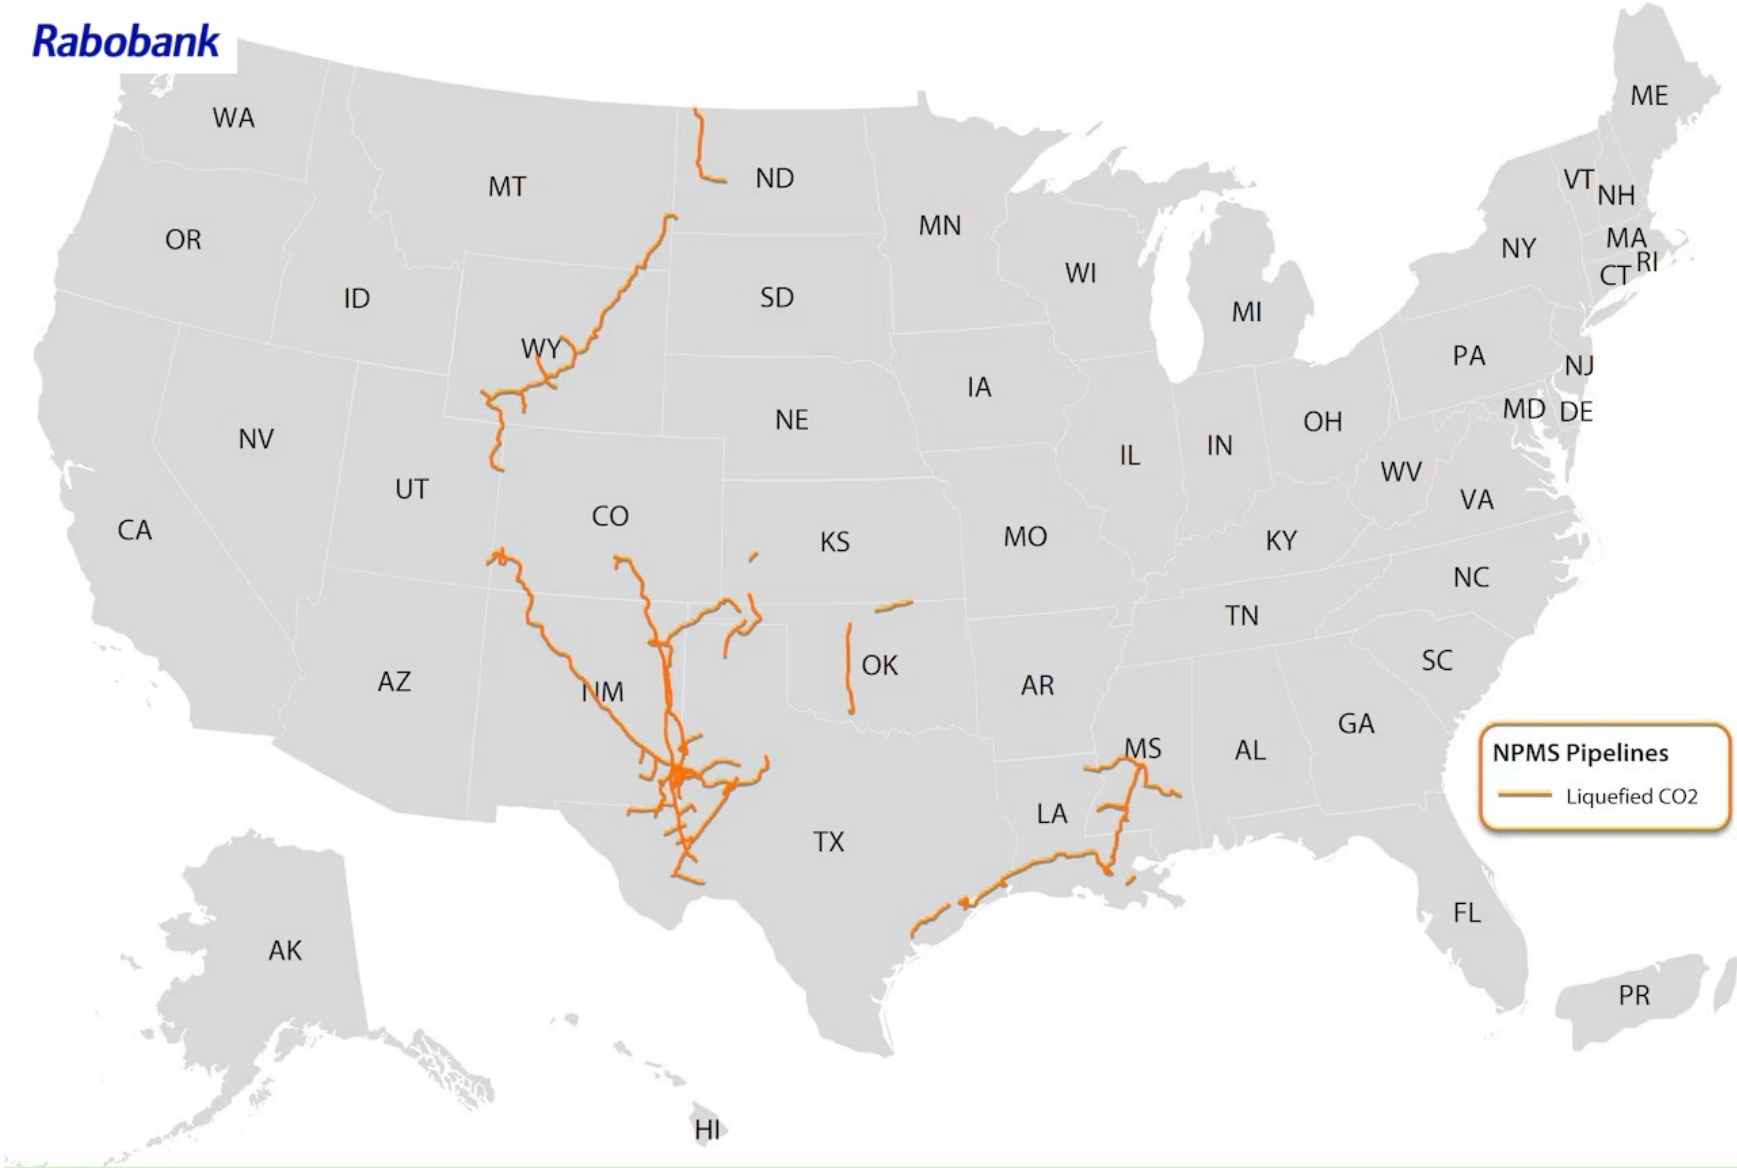 Rabobank
ME
WA
MT
ND
VT
NH
MN
OR
MA
NY
RI
WI
CT
ID
SD
MI
WY
PA
NJ
IA
NE
MD
DE
OH
NV
IN
IL
WV
UT
VA
CO
CA
KS
MO
KY
NC
TN
OK
SC
AZ
AR
NM
GA
MS
AL
NPMS Pipelines
Liquefied CO2
LA
TX
FL
AK
PR
HI